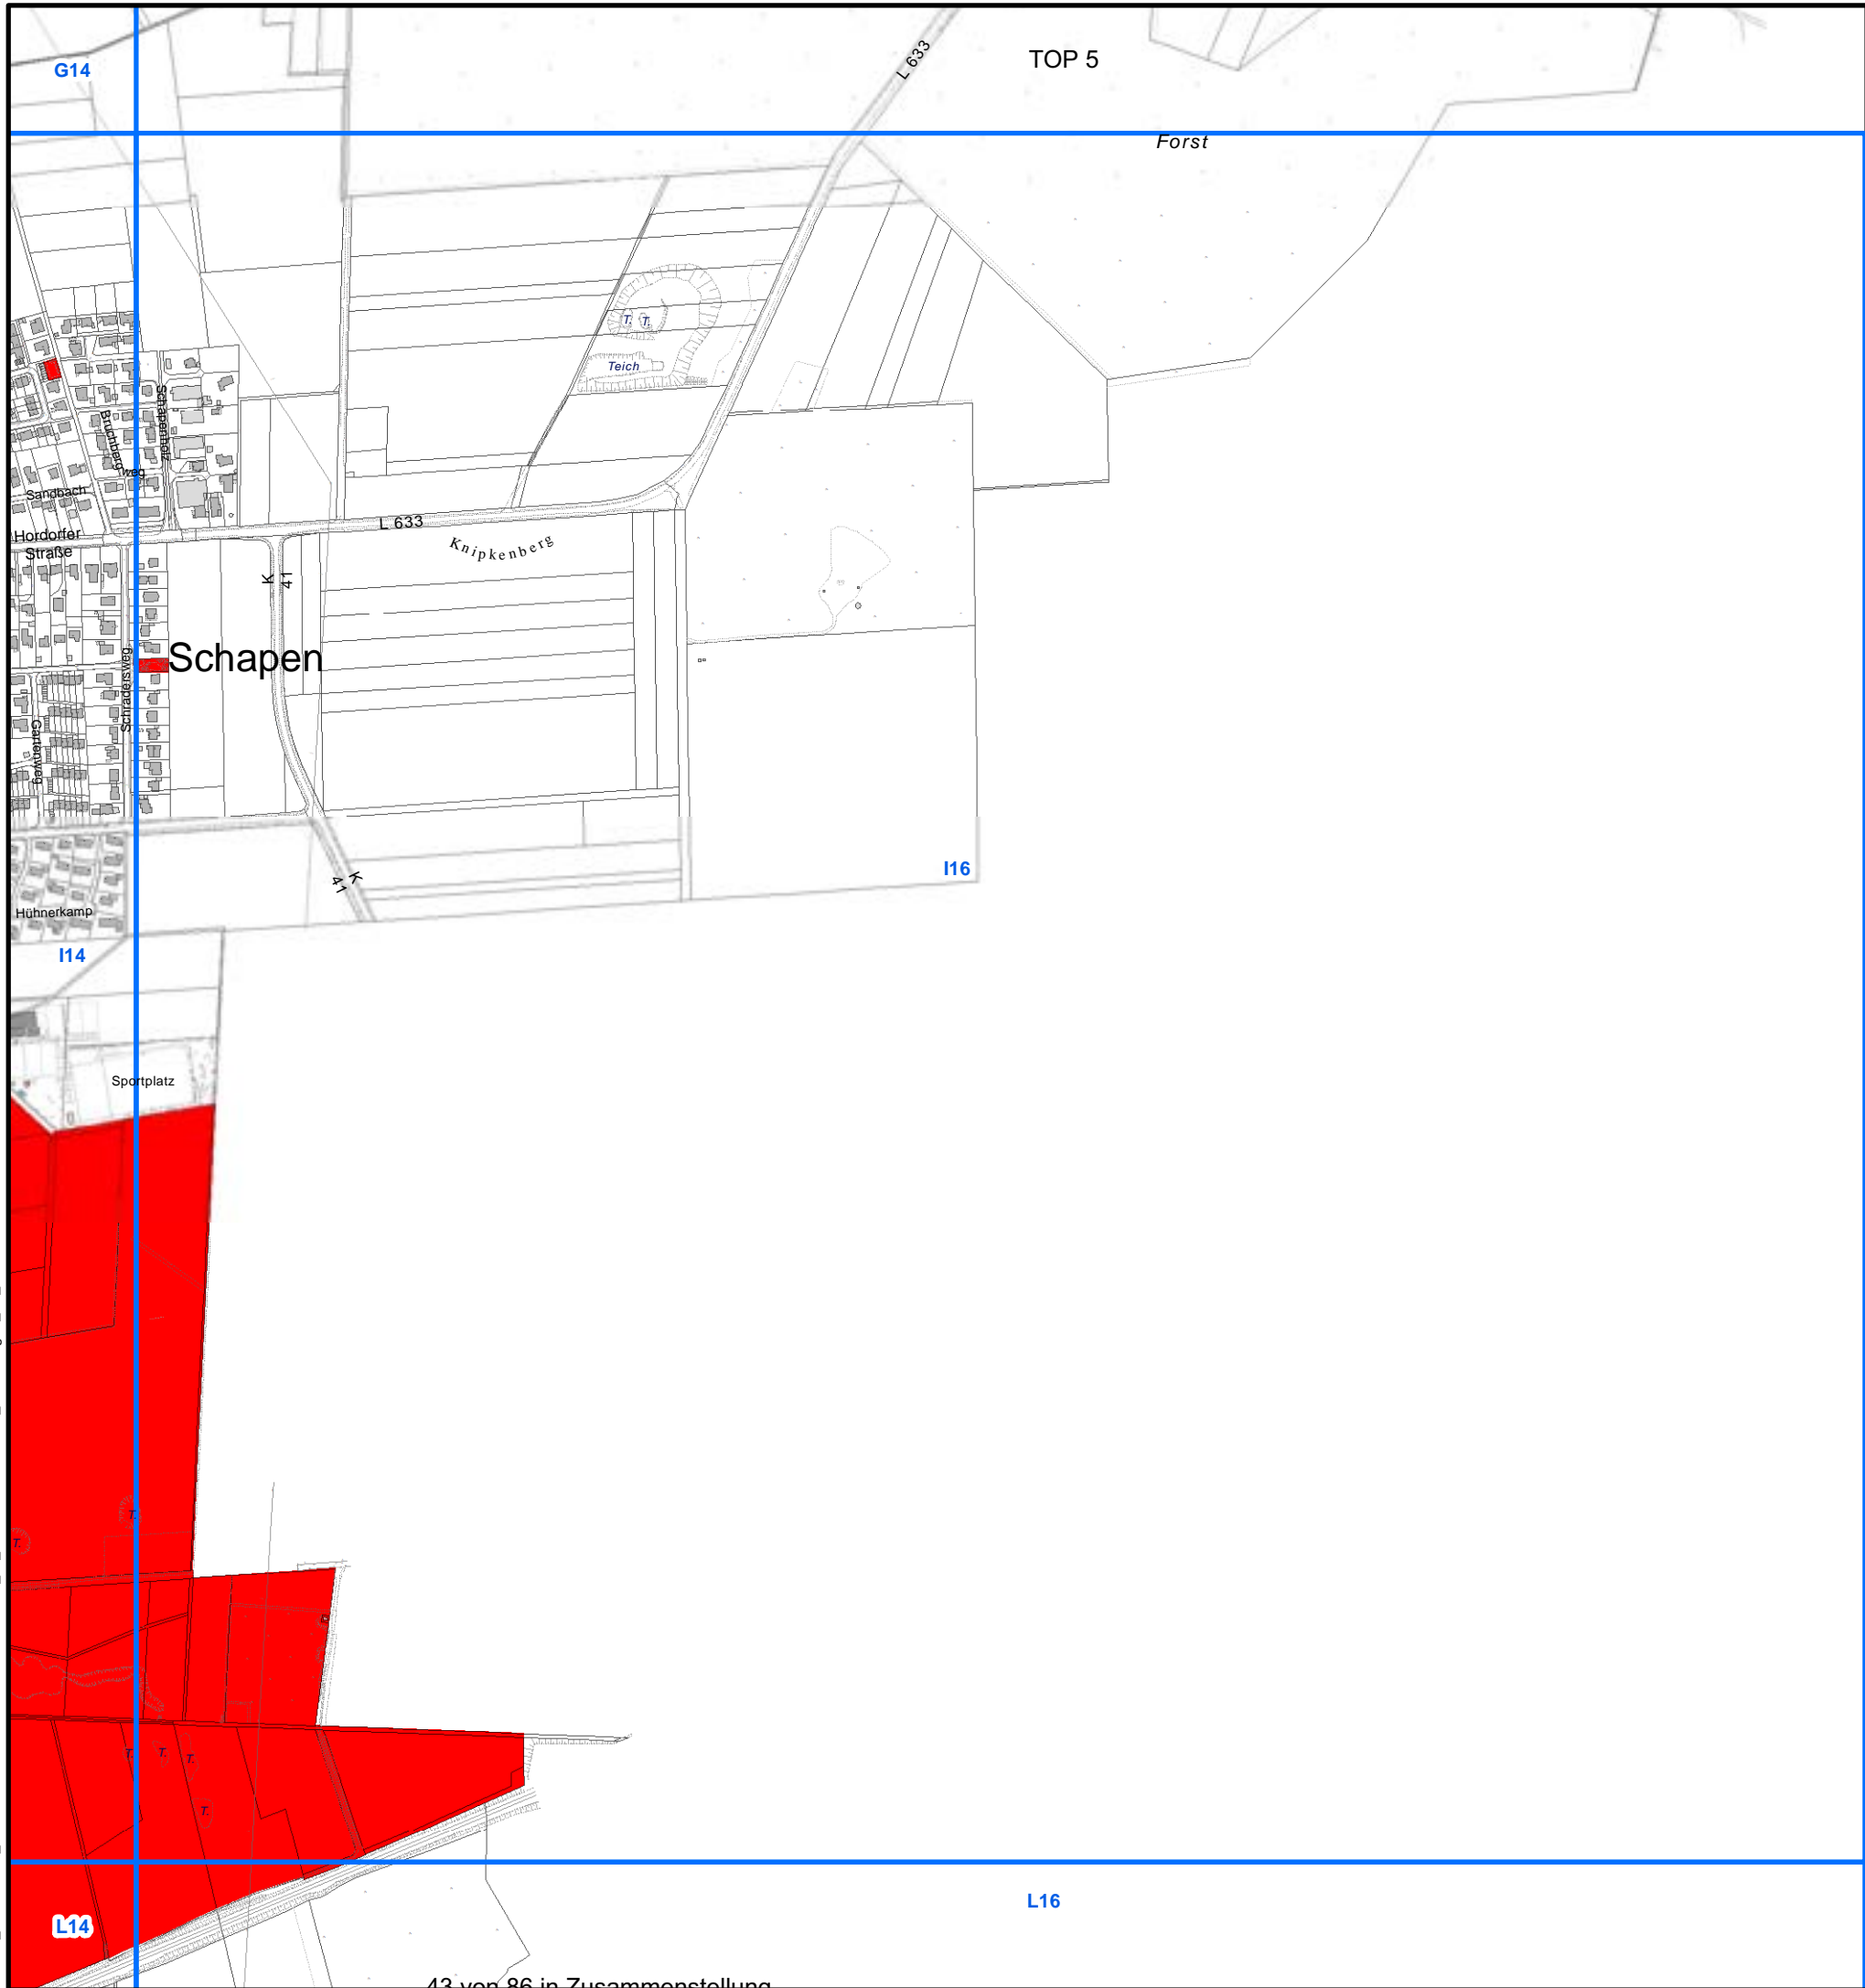 G14
L 633
TOP 5
Forst
T.
T.
Teich
Schapenholz
Bruchberg
weg
Sandbach
Hordorfer
Straße
L 633
Knipkenberg
K
41
Schapen
Schradersweg
Gartenweg
I16
K
41
Hühnerkamp
I14
Sportplatz
T.
T.
T.
T.
T.
T.
L16
L14
43 von 86 in Zusammenstellung